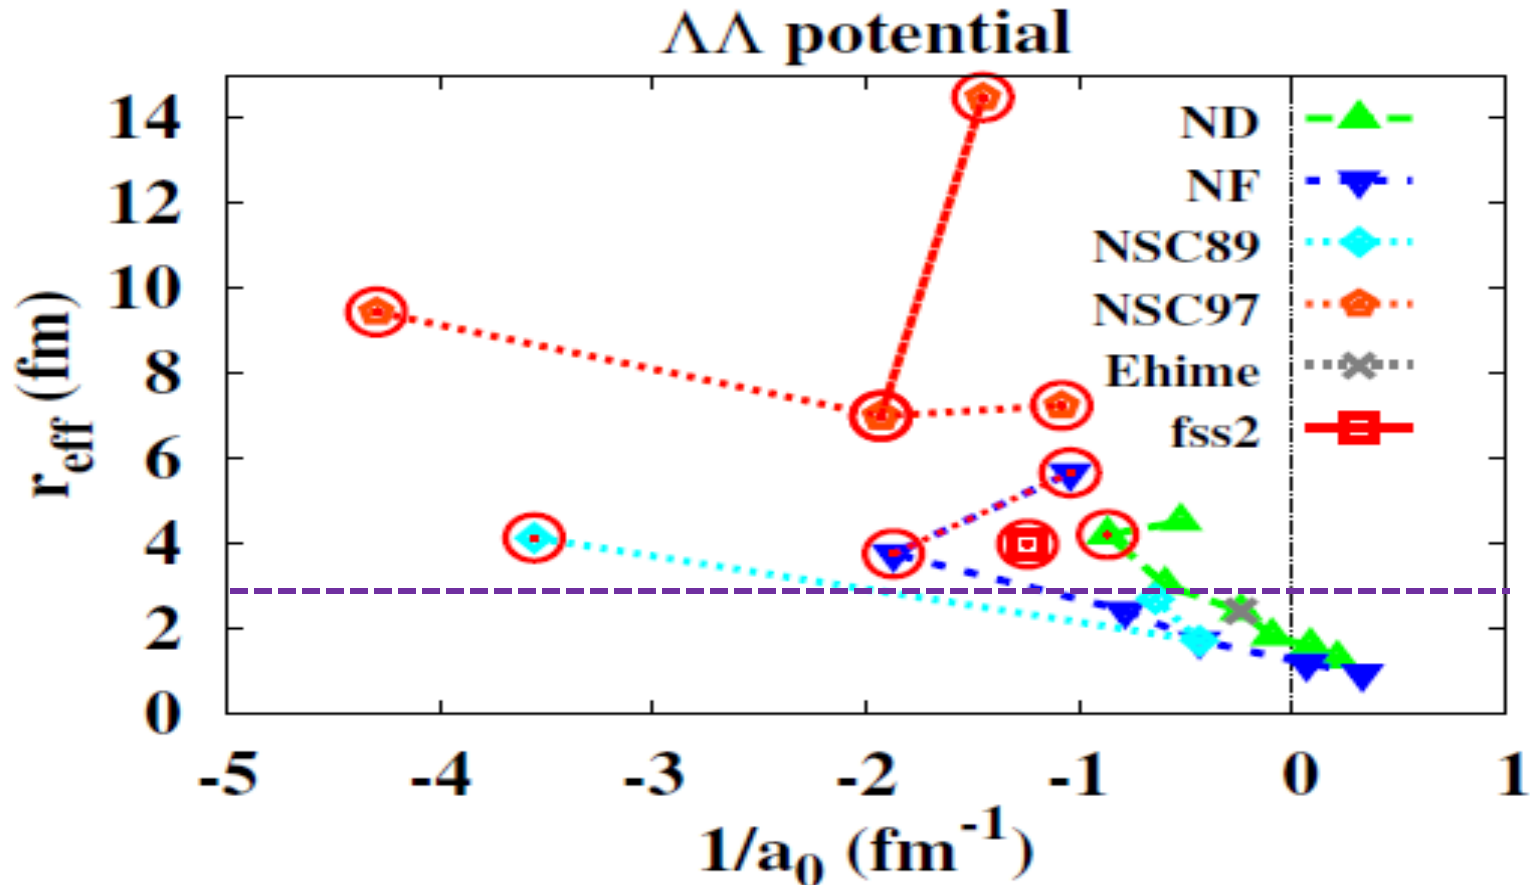 ΛΛ potential
14
12
10
8
6
4
2
0
r_eff (fm)
ND
NF
NSC89
NSC97
Ehime
fss2
-5 -4 -3 -2 -1 0 1
1/a₀ (fm⁻¹)